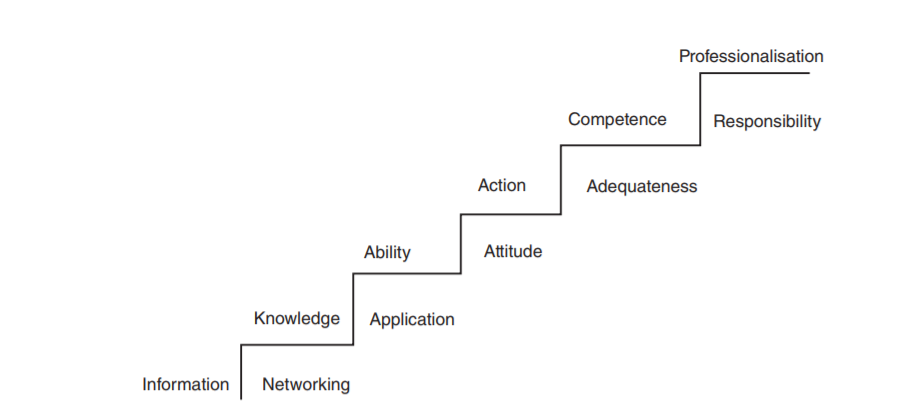 Professionalisation
Competence
Responsibility
Action
Adequateness
Ability
Attitude
Knowledge
Application
Information
Networking